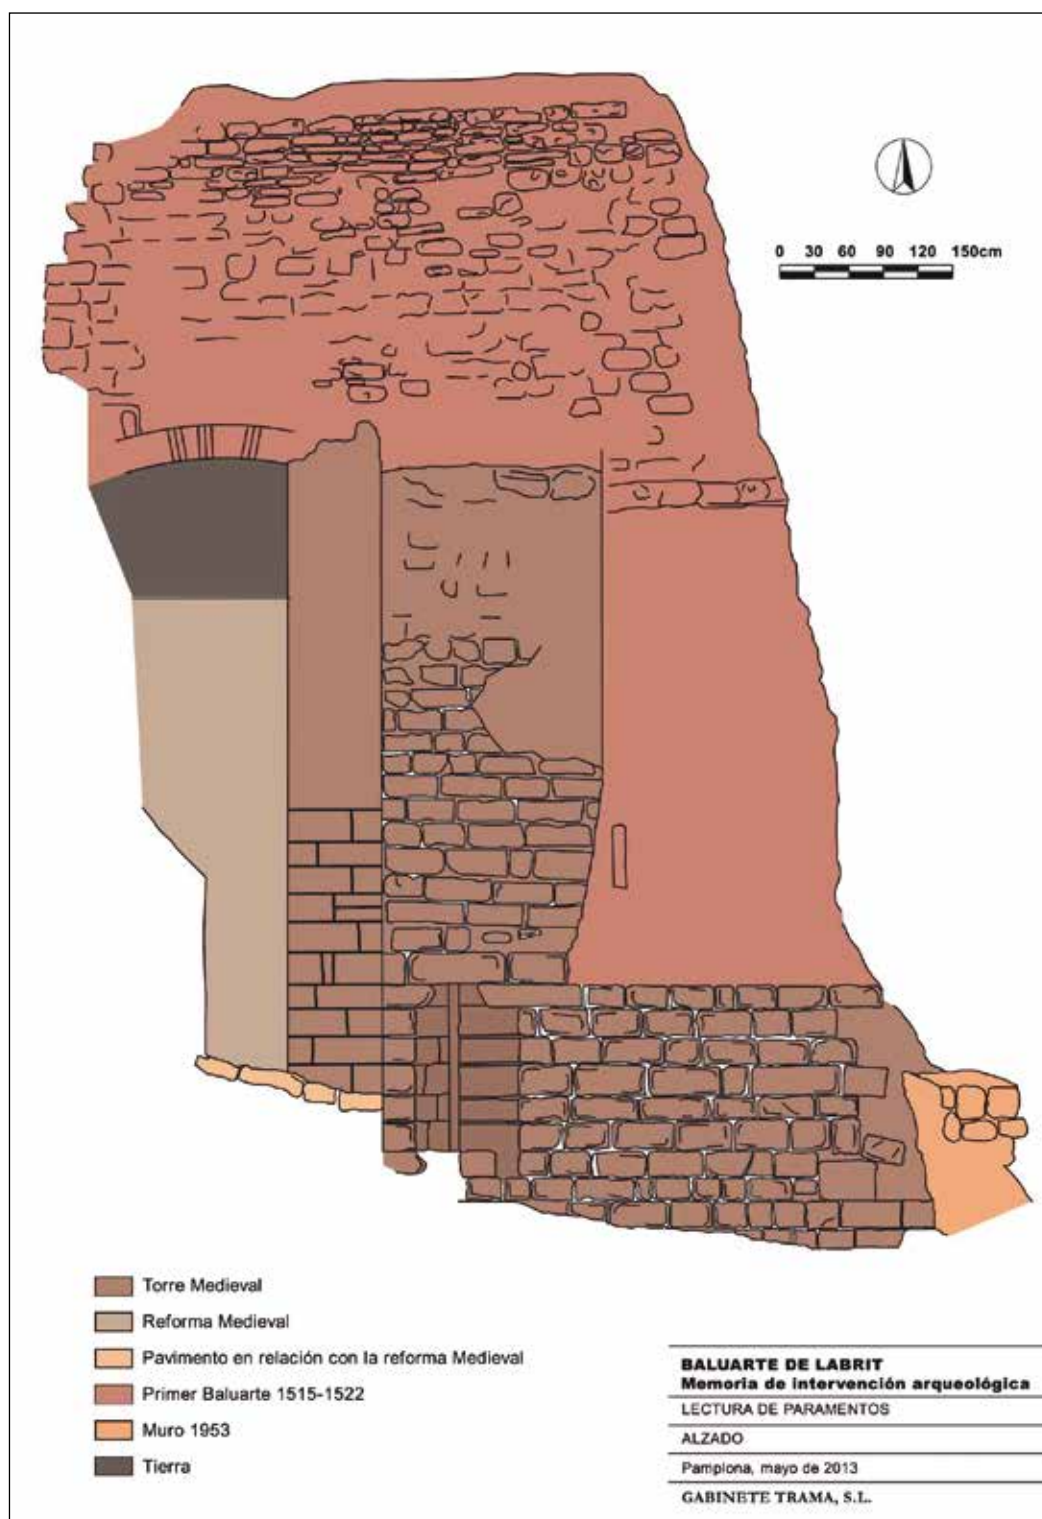 0 30 60 90 120 150cm
Torre Medieval
Reforma Medieval
Pavimento en relación con la reforma Medieval
Primer Baluarte 1515-1522
Muro 1953
Tierra
BALUARTE DE LABRIT
Memoria de intervención arqueológica
LECTURA DE PARAMENTOS
ALZADO
Pamplona, mayo de 2013
GABINETE TRAMA, S.L.